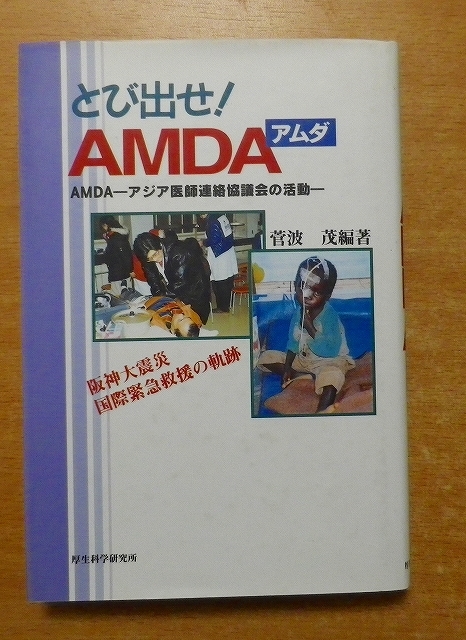 とび出せ!
AMDA アムダ
AMDA―アジア医師連絡協議会の活動―
菅波 茂編著
阪神大震災
国際緊急救援の軌跡
厚生科学研究所